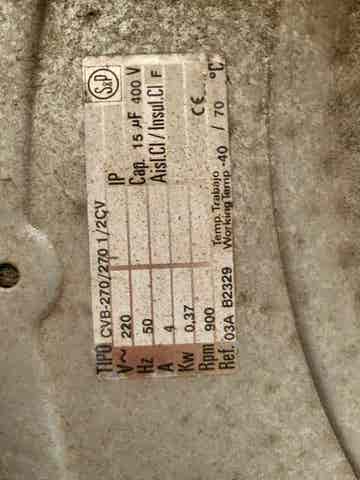 S&P
TIPO CVB-270/270 1/2CV
V~ 220 IP
Hz 50 Cap. 15 µF 400 V
A 4 Aisl.Cl / Insul.Cl F
Kw 0,37
Rpm 900 Temp. Trabajo
Working Temp -40 / 70 °C
CE
Ref. 03A B2329